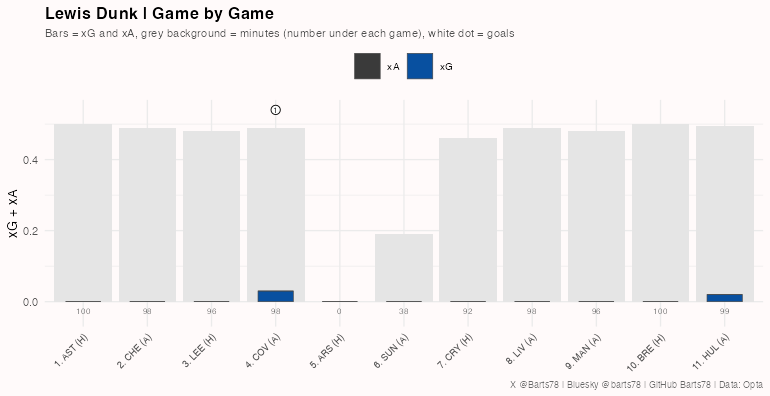 Lewis Dunk | Game by Game
Bars = xG and xA, grey background = minutes (number under each game), white dot = goals
xA xG
1
xG + xA
0.4
0.2
0.0
100 98 96 98 0 38 92 98 96 100 99
1. AST (H) 2. CHE (A) 3. LEE (H) 4. COV (A) 5. ARS (H) 6. SUN (A) 7. CRY (H) 8. LIV (A) 9. MAN (A) 10. BRE (H) 11. HUL (A)
X @Barts78 | Bluesky @barts78 | GitHub Barts78 | Data: Opta